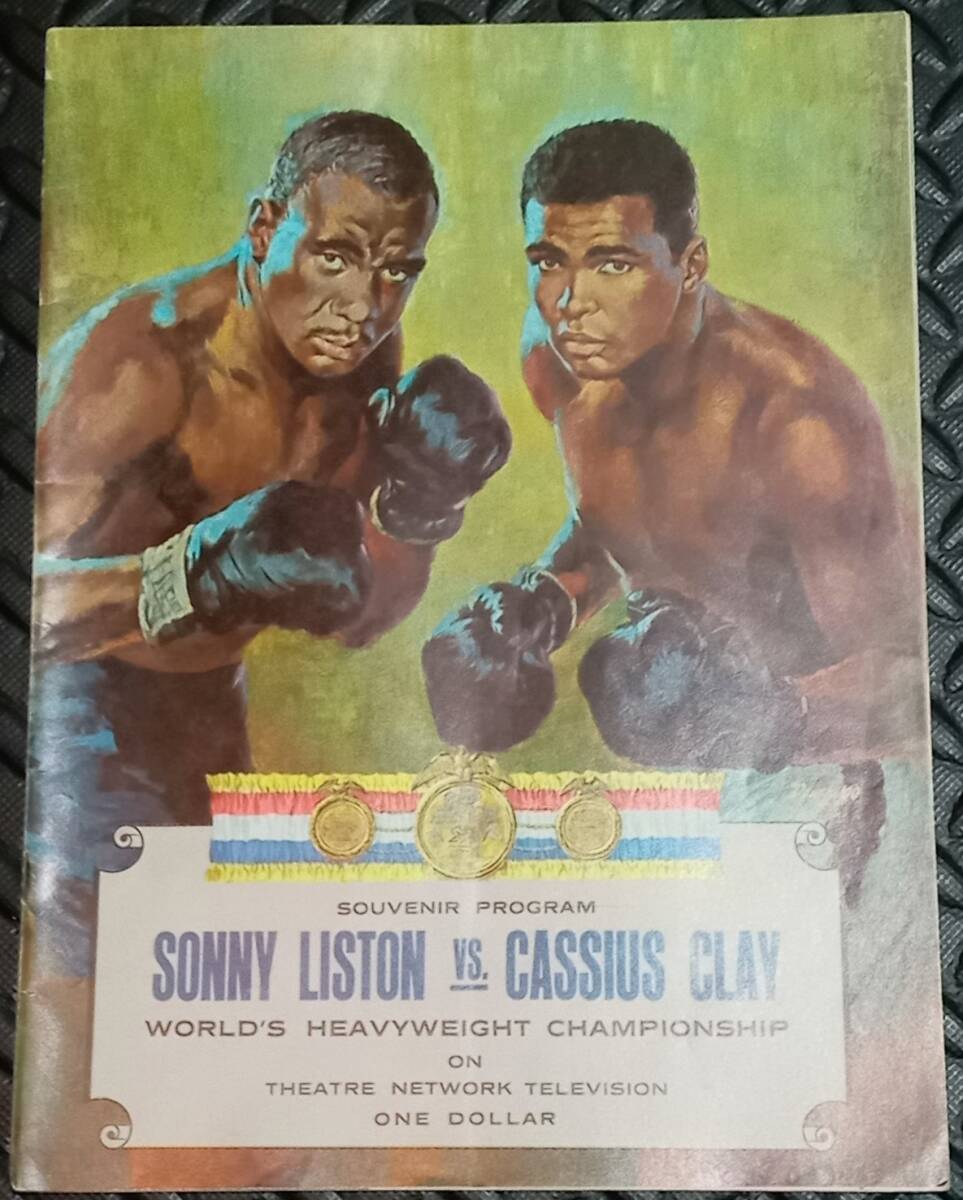 SOUVENIR PROGRAM
SONNY LISTON VS. CASSIUS CLAY
WORLD'S HEAVYWEIGHT CHAMPIONSHIP
ON
THEATRE NETWORK TELEVISION
ONE DOLLAR